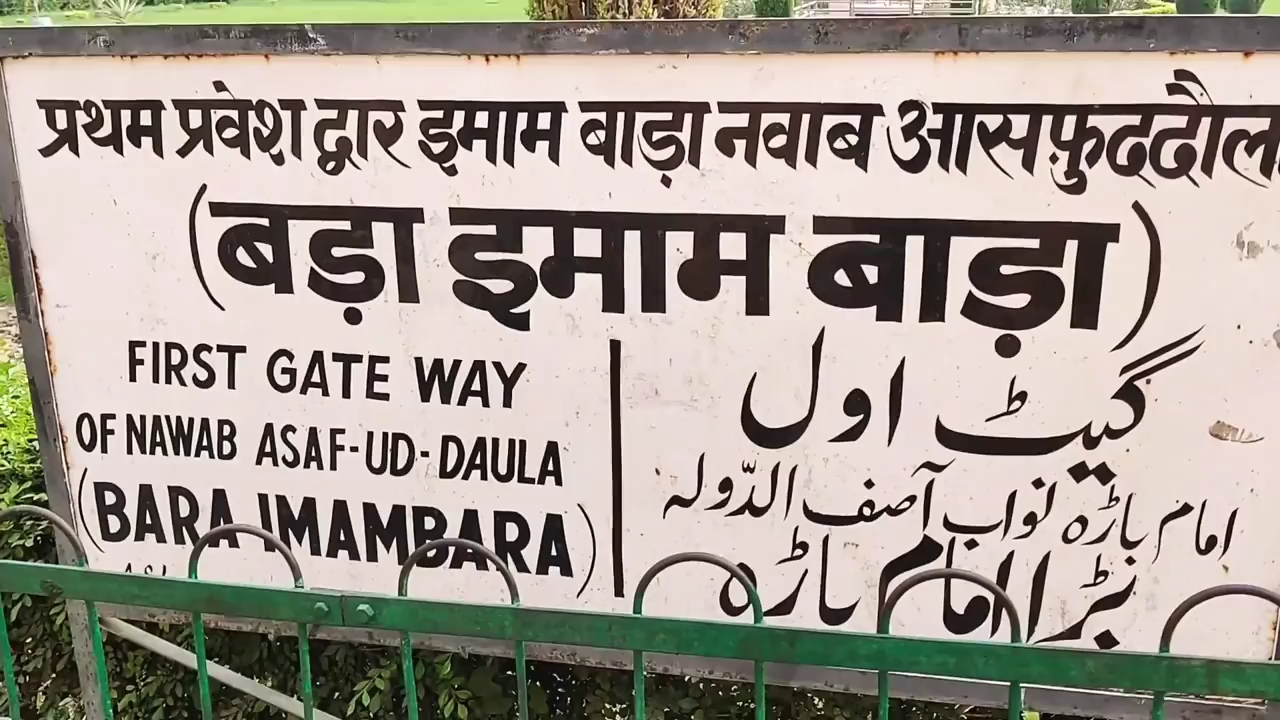 प्रथम प्रवेश द्वार इमाम बाड़ा नवाब आसफ़ुद्दौला
(बड़ा इमाम बाड़ा)
FIRST GATE WAY
OF NAWAB ASAF-UD-DAULA
(BARA IMAMBARA)
گیٹ اول
امام باڑہ نواب آصف الدّولہ
بڑا امام باڑہ